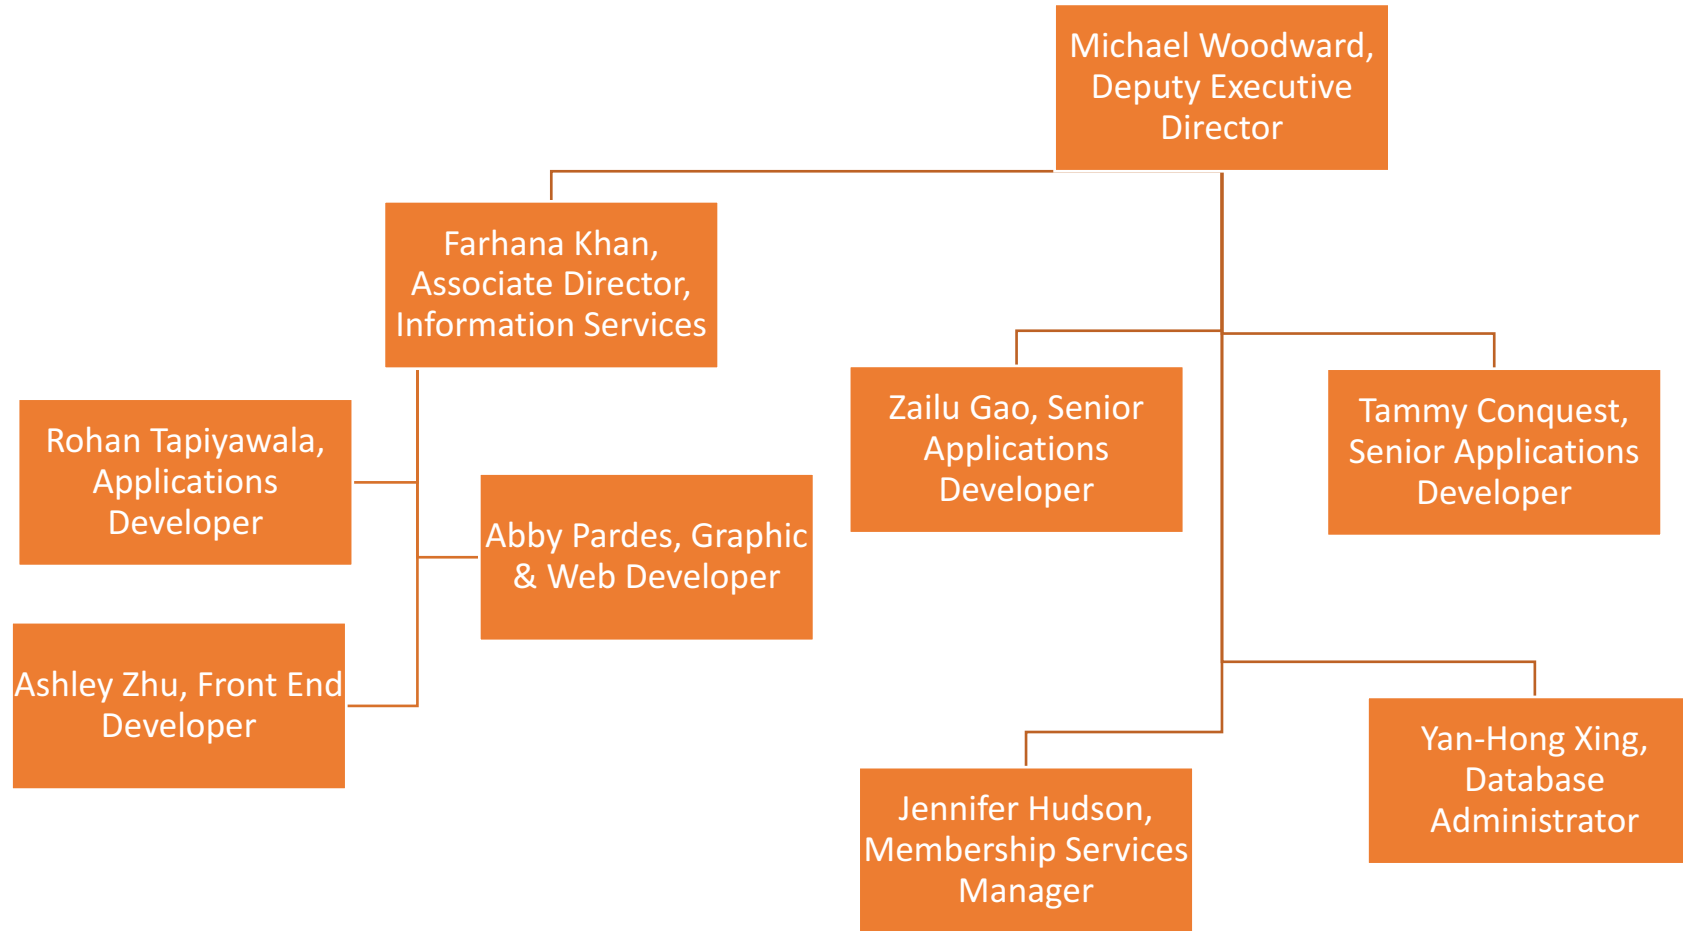 Michael Woodward,
Deputy Executive
Director
Farhana Khan,
Associate Director,
Information Services
Zailu Gao, Senior
Applications
Developer
Tammy Conquest,
Senior Applications
Developer
Rohan Tapiyawala,
Applications
Developer
Abby Pardes, Graphic
& Web Developer
Ashley Zhu, Front End
Developer
Jennifer Hudson,
Membership Services
Manager
Yan-Hong Xing,
Database
Administrator